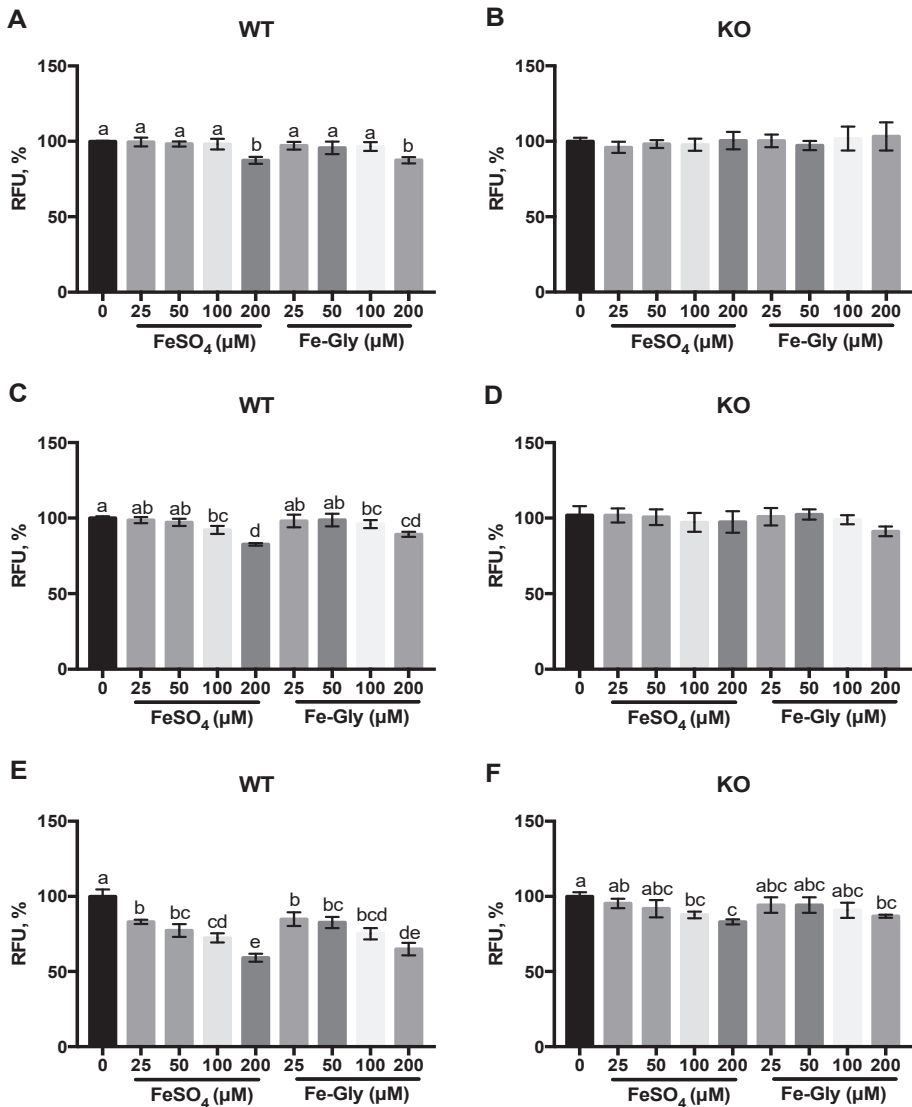 A
WT
150
100
50
0
RFU, %
a a a a b a a a b
0 25 50 100 200 25 50 100 200
FeSO4 (µM) Fe-Gly (µM)
B
KO
150
100
50
0
RFU, %
0 25 50 100 200 25 50 100 200
FeSO4 (µM) Fe-Gly (µM)
C
WT
150
100
50
0
RFU, %
a ab ab bc d ab ab bc cd
0 25 50 100 200 25 50 100 200
FeSO4 (µM) Fe-Gly (µM)
D
KO
150
100
50
0
RFU, %
0 25 50 100 200 25 50 100 200
FeSO4 (µM) Fe-Gly (µM)
E
WT
150
100
50
0
RFU, %
a b bc cd e b bc bcd de
0 25 50 100 200 25 50 100 200
FeSO4 (µM) Fe-Gly (µM)
F
KO
150
100
50
0
RFU, %
a ab abc bc c abc abc abc bc
0 25 50 100 200 25 50 100 200
FeSO4 (µM) Fe-Gly (µM)